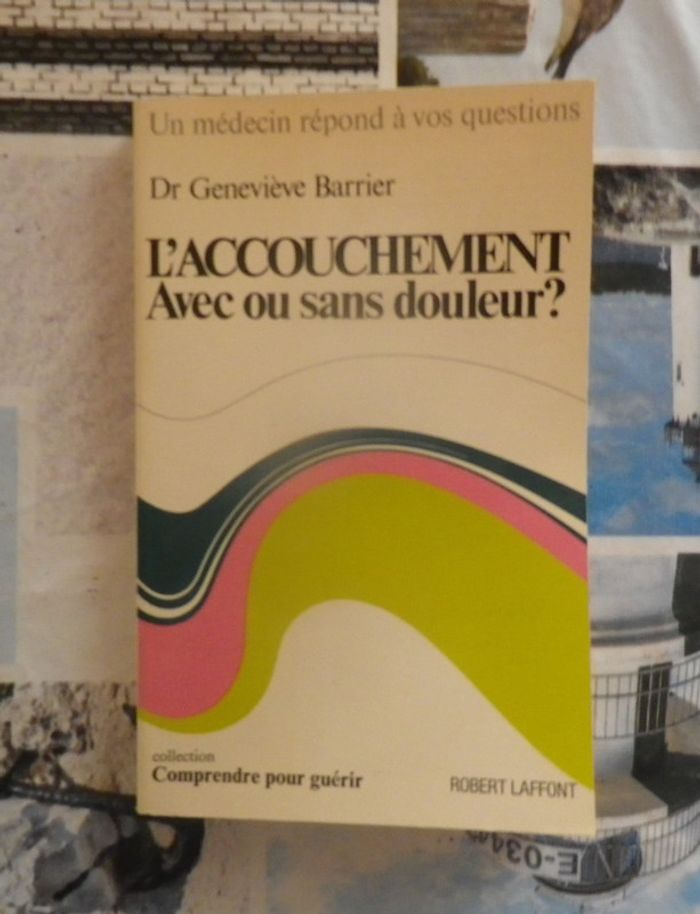 Un médecin répond à vos questions
Dr Geneviève Barrier
L'ACCOUCHEMENT
Avec ou sans douleur?
collection
Comprendre pour guérir
ROBERT LAFFONT